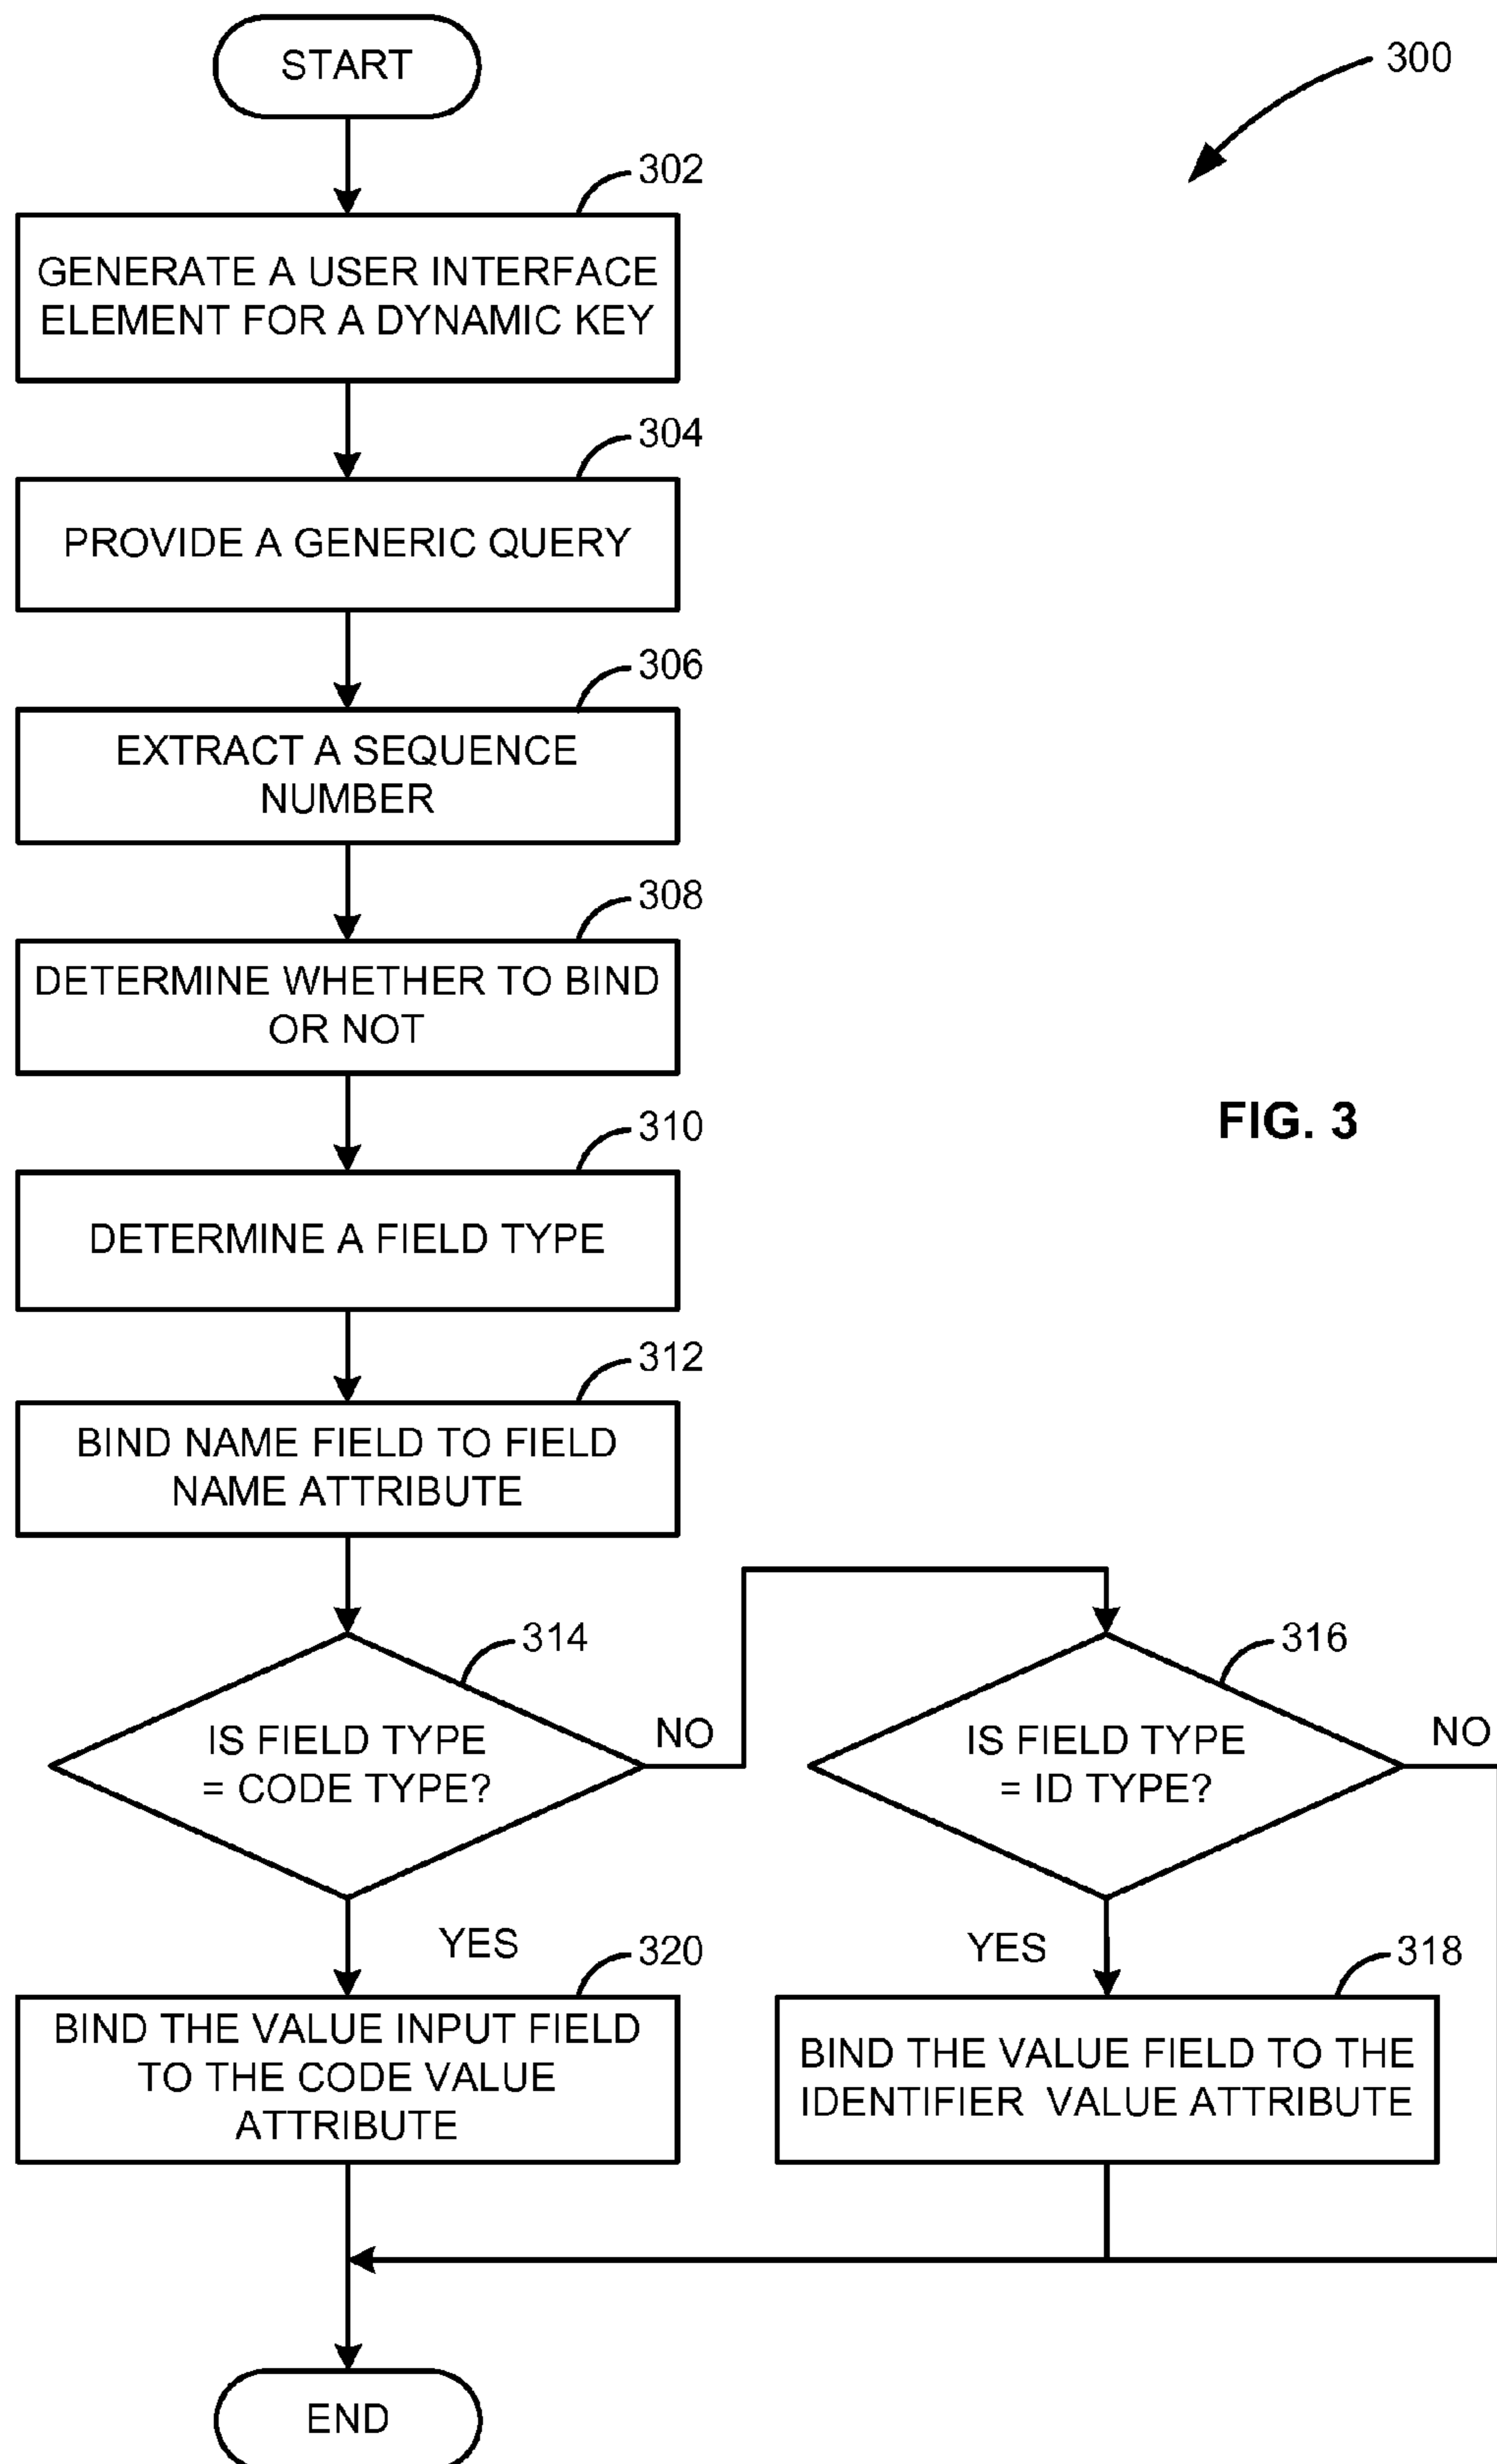 START
300
302
GENERATE A USER INTERFACE
ELEMENT FOR A DYNAMIC KEY
304
PROVIDE A GENERIC QUERY
306
EXTRACT A SEQUENCE
NUMBER
308
DETERMINE WHETHER TO BIND
OR NOT
310
DETERMINE A FIELD TYPE
FIG. 3
312
BIND NAME FIELD TO FIELD
NAME ATTRIBUTE
314
IS FIELD TYPE
= CODE TYPE?
NO
316
IS FIELD TYPE
= ID TYPE?
NO
YES
320
BIND THE VALUE INPUT FIELD
TO THE CODE VALUE
ATTRIBUTE
YES
318
BIND THE VALUE FIELD TO THE
IDENTIFIER VALUE ATTRIBUTE
END